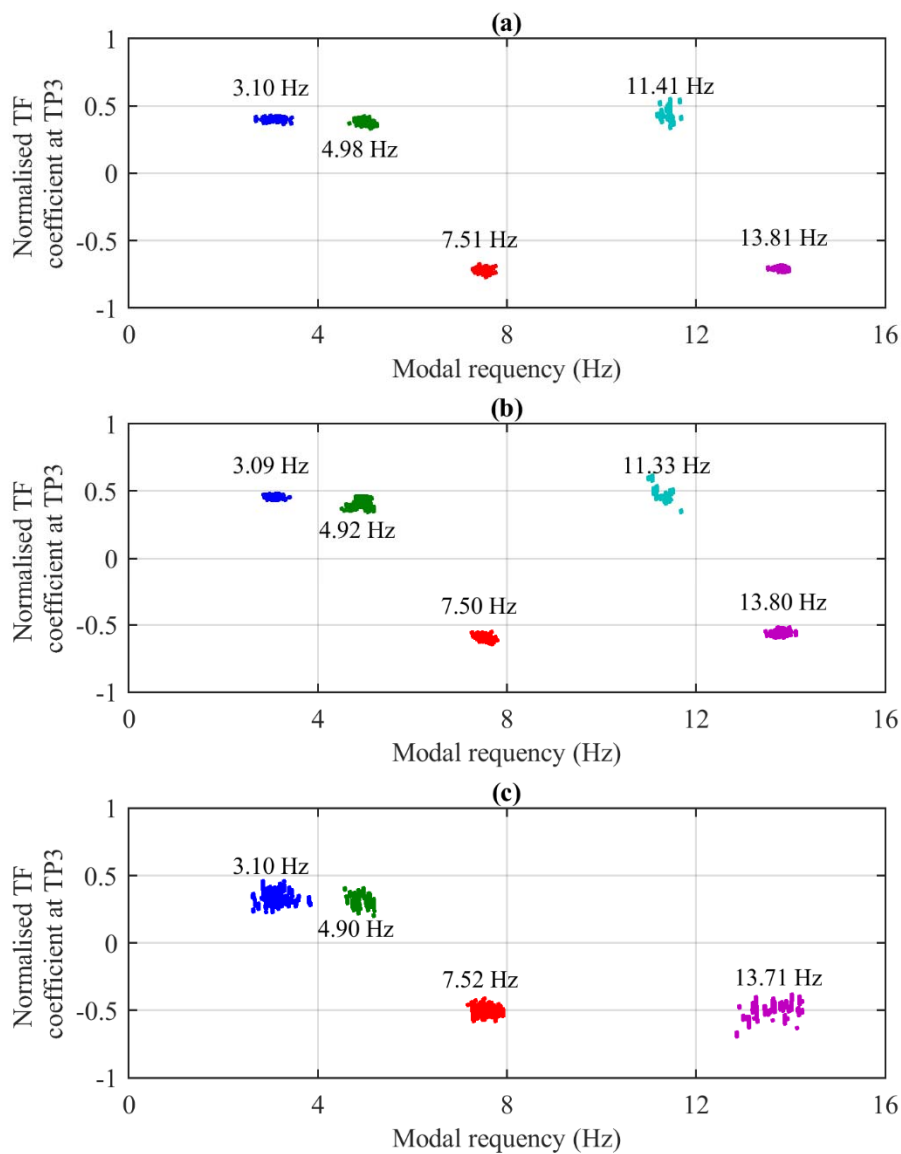 (a)
Normalised TF
coefficient at TP3
1
0.5
0
-0.5
-1
3.10 Hz
4.98 Hz
7.51 Hz
11.41 Hz
13.81 Hz
0 4 8 12 16
Modal requency (Hz)
(b)
Normalised TF
coefficient at TP3
1
0.5
0
-0.5
-1
3.09 Hz
4.92 Hz
7.50 Hz
11.33 Hz
13.80 Hz
0 4 8 12 16
Modal requency (Hz)
(c)
Normalised TF
coefficient at TP3
1
0.5
0
-0.5
-1
3.10 Hz
4.90 Hz
7.52 Hz
13.71 Hz
0 4 8 12 16
Modal requency (Hz)